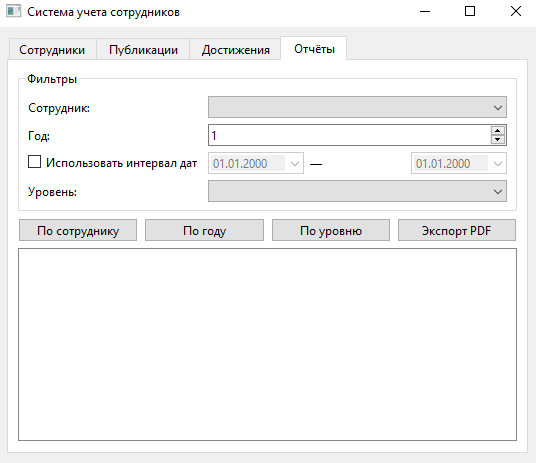 Система учета сотрудников
Сотрудники Публикации Достижения Отчёты
Фильтры
Сотрудник:
Год: 1
Использовать интервал дат 01.01.2000 — 01.01.2000
Уровень:
По сотруднику По году По уровню Экспорт PDF